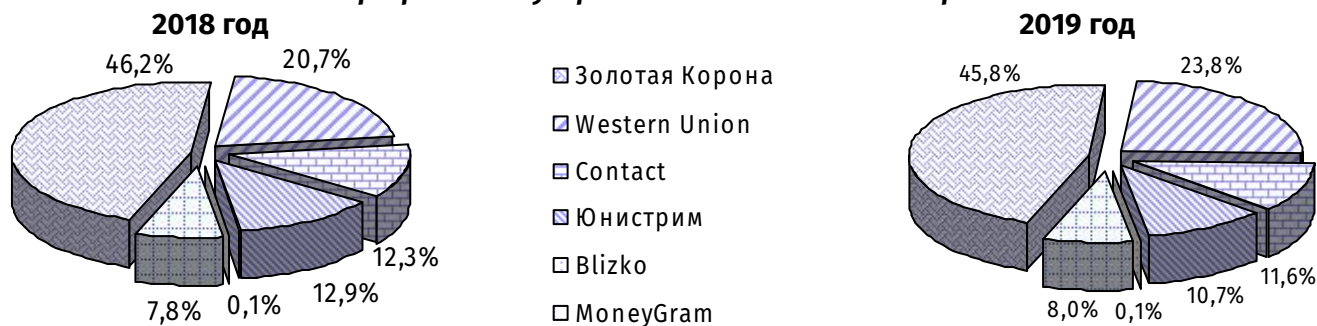 2018 год
46,2%
20,7%
12,3%
12,9%
0,1%
7,8%
Золотая Корона
Western Union
Contact
Юнистрим
Blizko
MoneyGram
2019 год
45,8%
23,8%
11,6%
10,7%
0,1%
8,0%